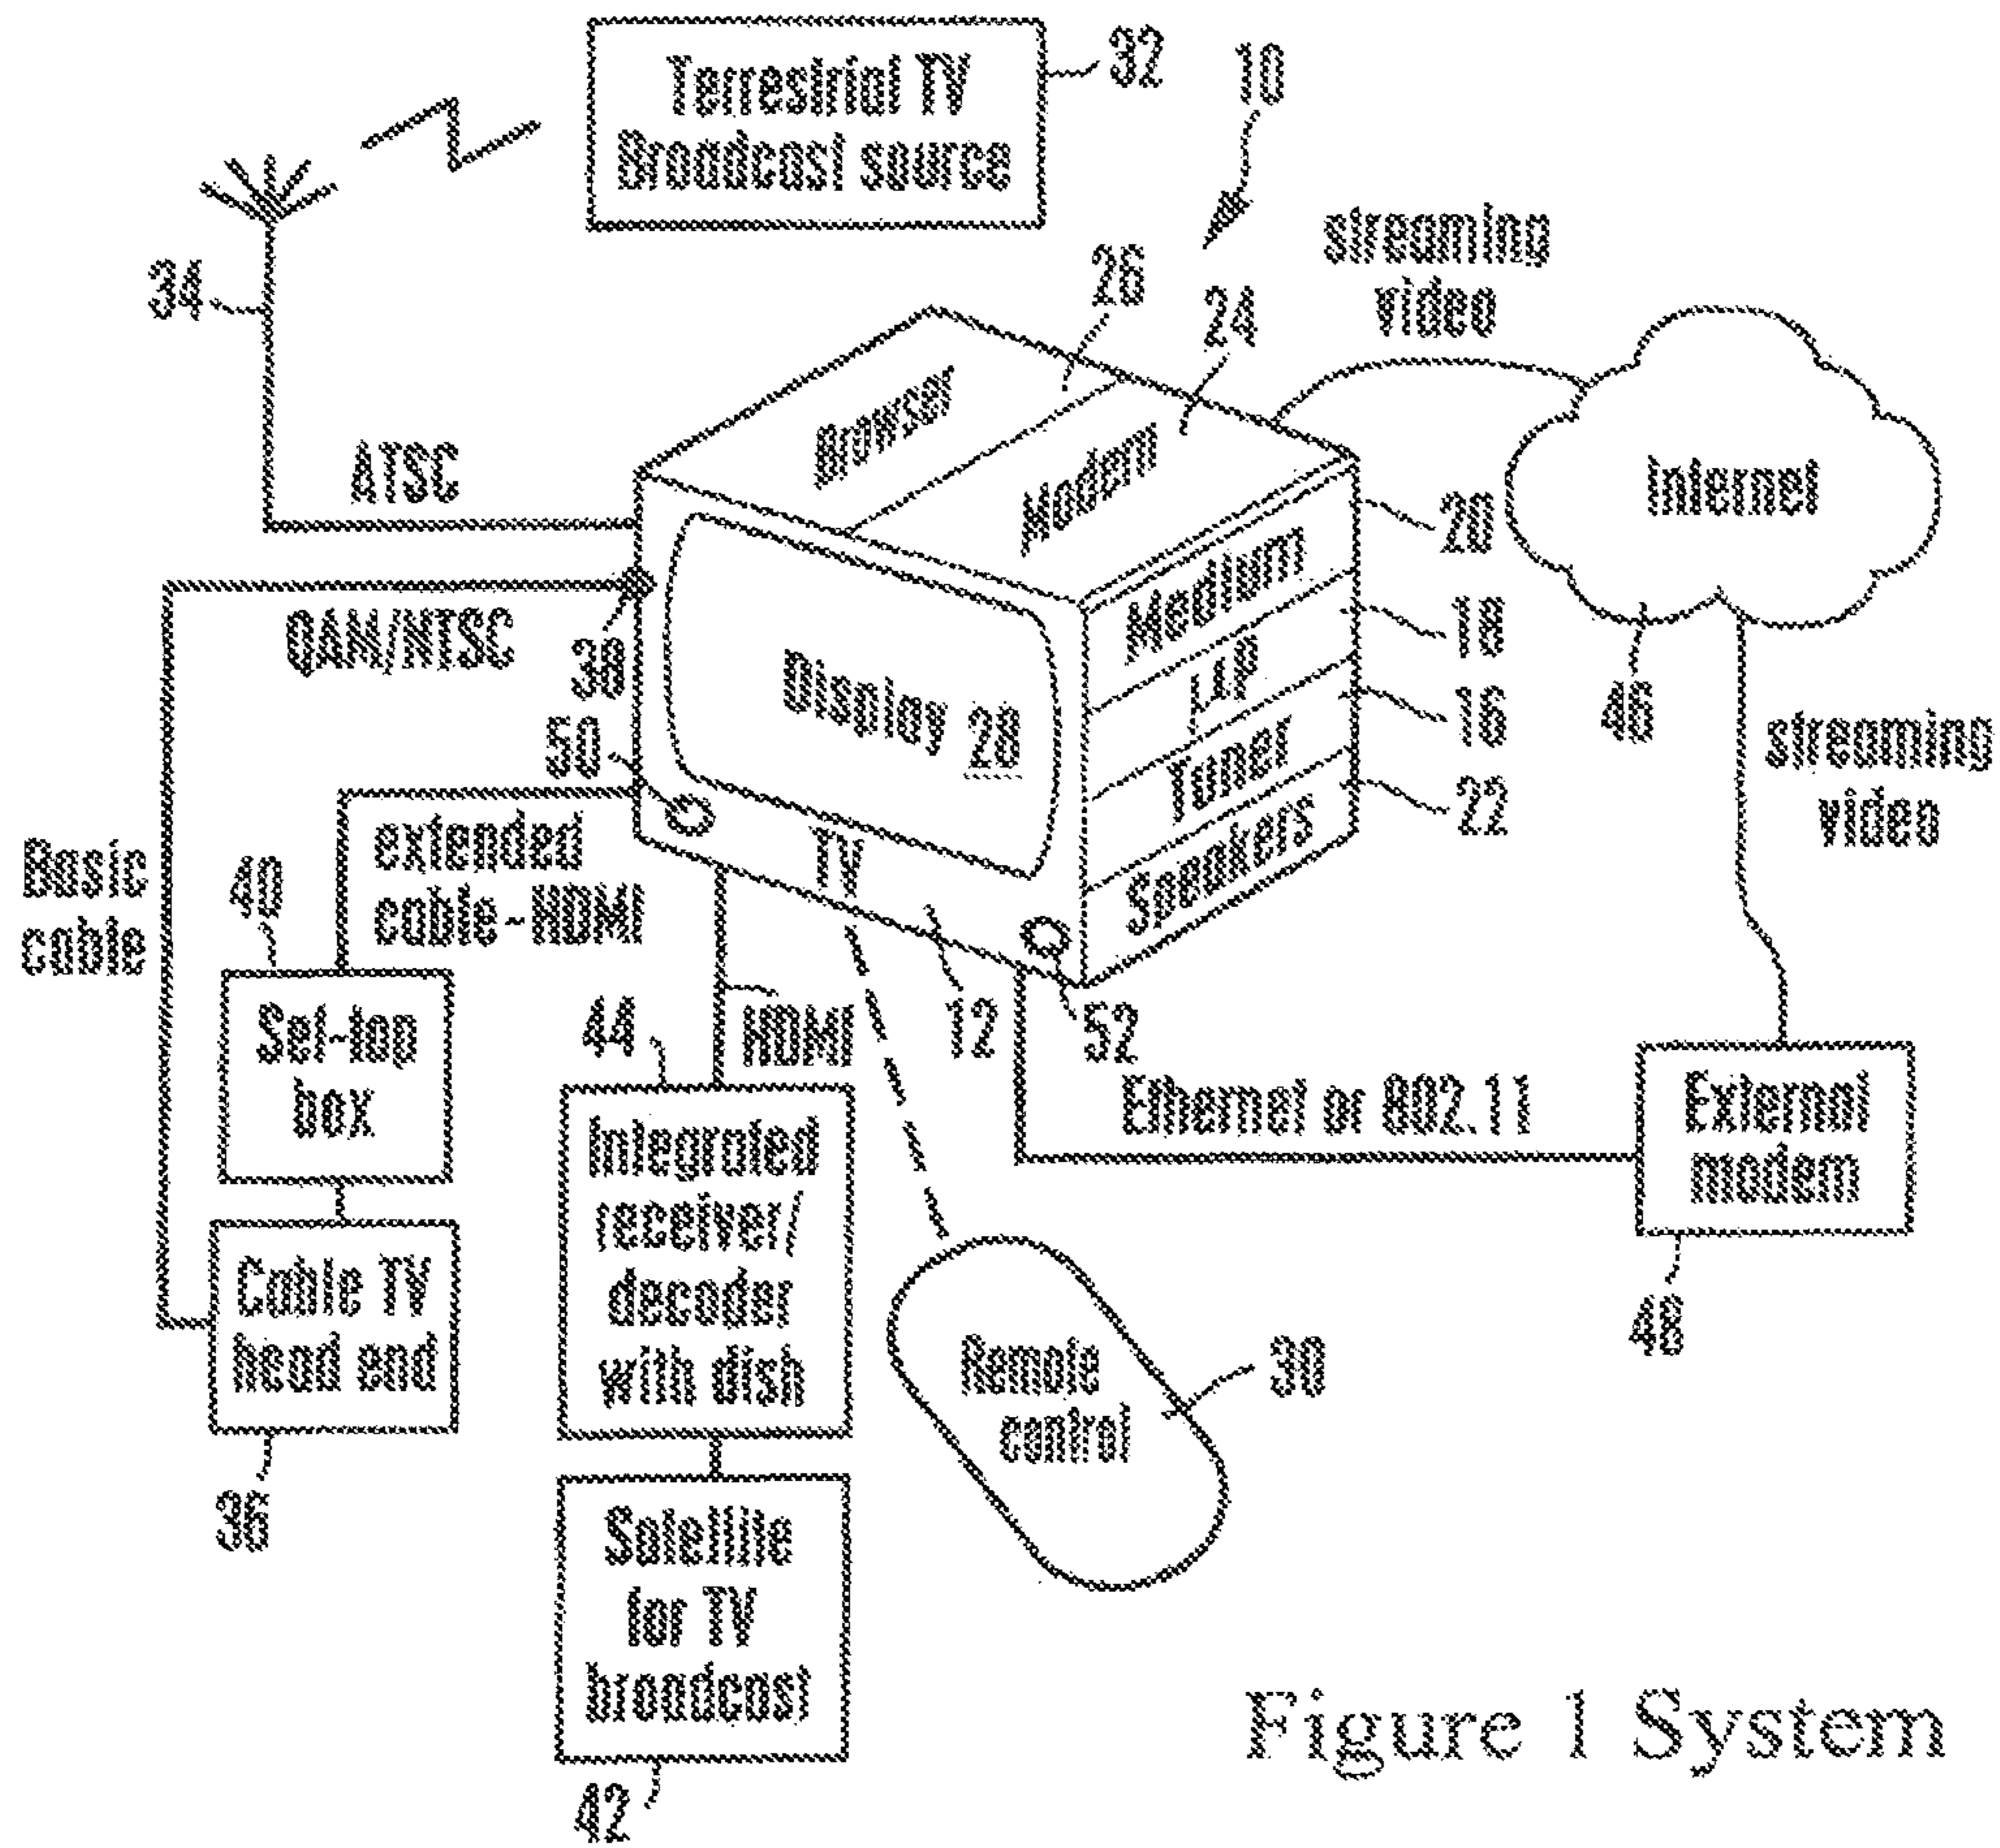 Terrestrial TV
Broadcast source
32
10
34
26
24
streaming
video
Browser
Modem
Internet
ATSC
20
Medium
18
QAM/NTSC
38
Display 28
16
Tuner
46
50
22
Speakers
streaming
video
TV
Basic
cable
40
extended
cable-HDMI
44
HDMI
12
52
Set-top
box
Ethernet or 802.11
External
modem
Integrated
receiver/
decoder
with dish
Cable TV
head end
48
Remote
control
30
36
Satellite
for TV
broadcast
42
Figure 1 System